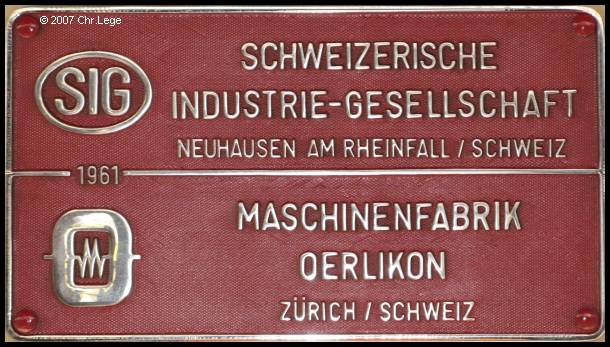 © 2007 Chr.Lege
SIG
SCHWEIZERISCHE
INDUSTRIE-GESELLSCHAFT
NEUHAUSEN AM RHEINFALL / SCHWEIZ
1961
MASCHINENFABRIK
OERLIKON
ZÜRICH / SCHWEIZ